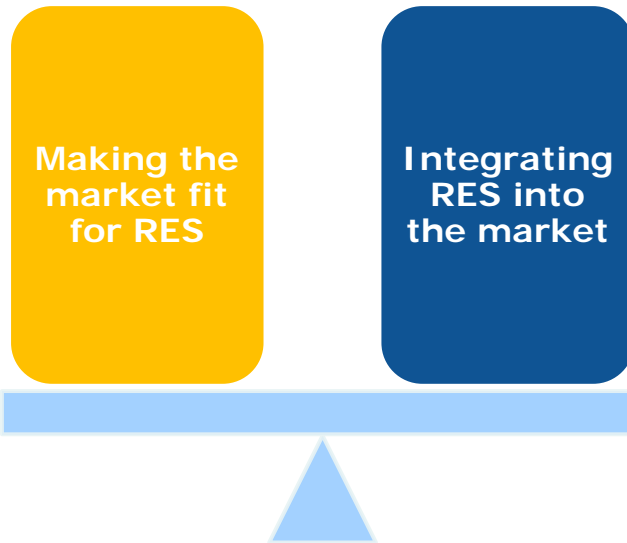 Making the
market fit
for RES
Integrating
RES into
the market